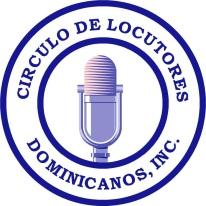 CIRCULO DE LOCUTORES
DOMINICANOS, INC.